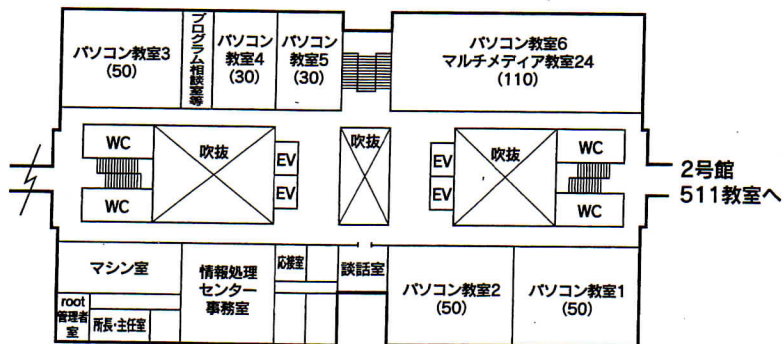 パソコン教室3
(50)
プログラム相談室等
パソコン
教室4
(30)
パソコン
教室5
(30)
パソコン教室6
マルチメディア教室24
(110)
WC
WC
吹抜
EV
EV
吹抜
EV
EV
吹抜
WC
WC
2号館
511教室へ
マシン室
root
管理者
室
所長・主任室
情報処理
センター
事務室
応接室
談話室
パソコン教室2
(50)
パソコン教室1
(50)